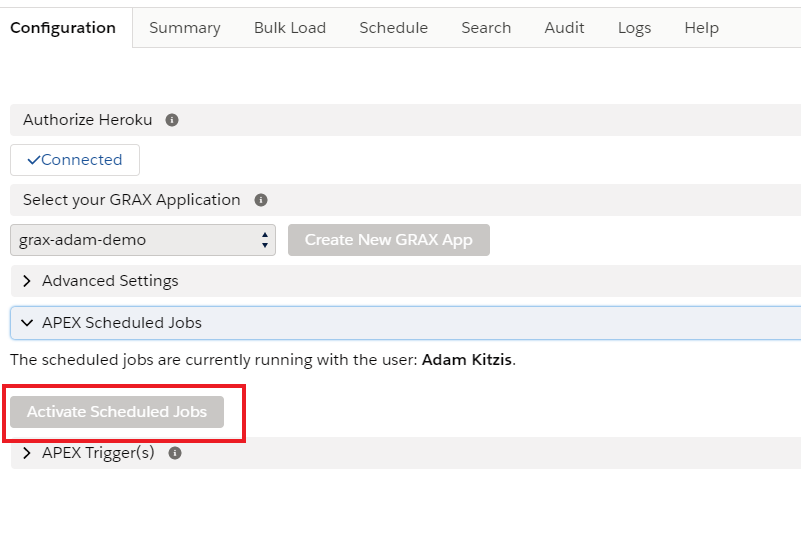 Configuration Summary Bulk Load Schedule Search Audit Logs Help
Authorize Heroku
Connected
Select your GRAX Application
grax-adam-demo Create New GRAX App
Advanced Settings
APEX Scheduled Jobs
The scheduled jobs are currently running with the user: Adam Kitzis.
Activate Scheduled Jobs
APEX Trigger(s)